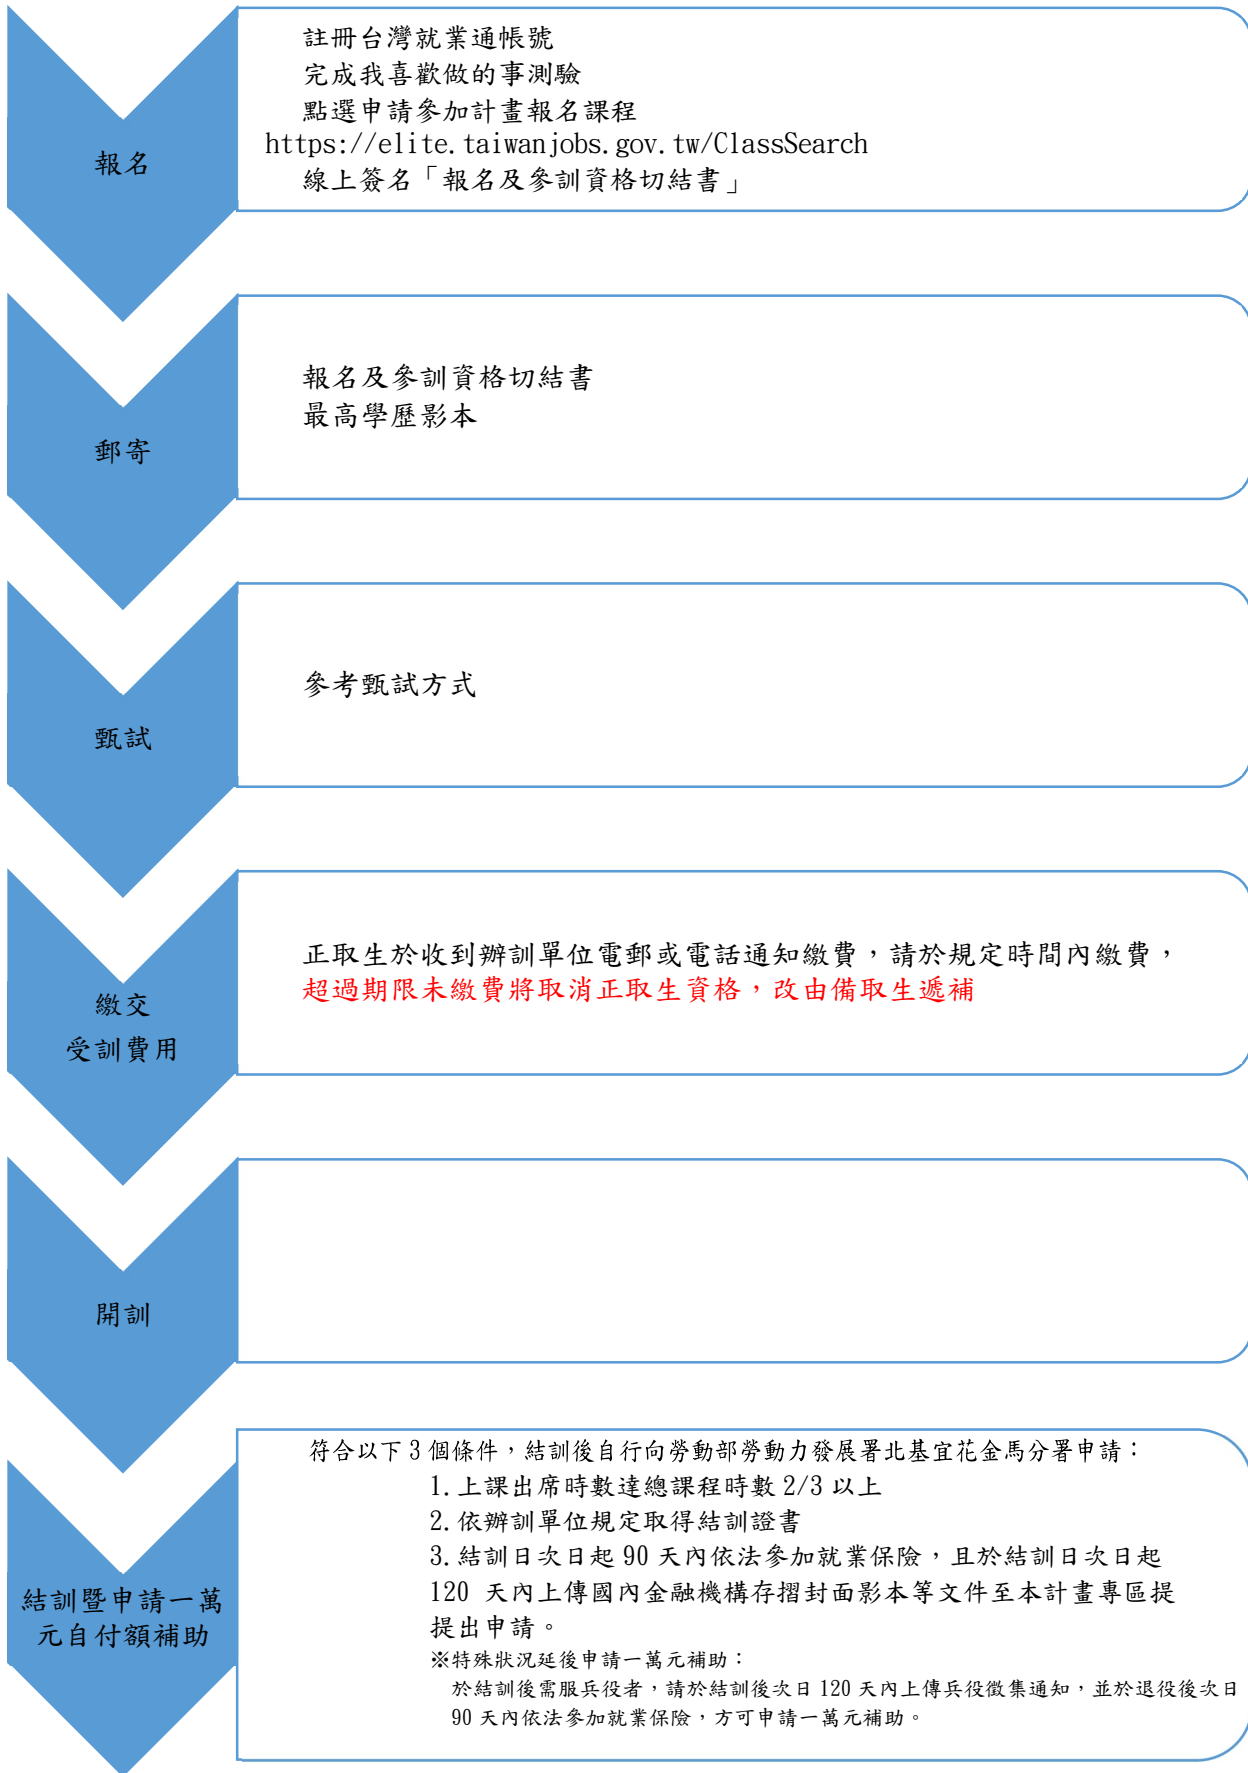 報名
註冊台灣就業通帳號
完成我喜歡做的事測驗
點選申請參加計畫報名課程
https://elite.taiwanjobs.gov.tw/ClassSearch
線上簽名「報名及參訓資格切結書」
郵寄
報名及參訓資格切結書
最高學歷影本
甄試
參考甄試方式
繳交
受訓費用
正取生於收到辦訓單位電郵或電話通知繳費，請於規定時間內繳費，
超過期限未繳費將取消正取生資格，改由備取生遞補
開訓
結訓暨申請一萬
元自付額補助
符合以下 3 個條件，結訓後自行向勞動部勞動力發展署北基宜花金馬分署申請：
1. 上課出席時數達總課程時數 2/3 以上
2. 依辦訓單位規定取得結訓證書
3. 結訓日次日起 90 天內依法參加就業保險，且於結訓日次日起
120 天內上傳國內金融機構存摺封面影本等文件至本計畫專區提
提出申請。
※特殊狀況延後申請一萬元補助：
於結訓後需服兵役者，請於結訓後次日 120 天內上傳兵役徵集通知，並於退役後次日
90 天內依法參加就業保險，方可申請一萬元補助。